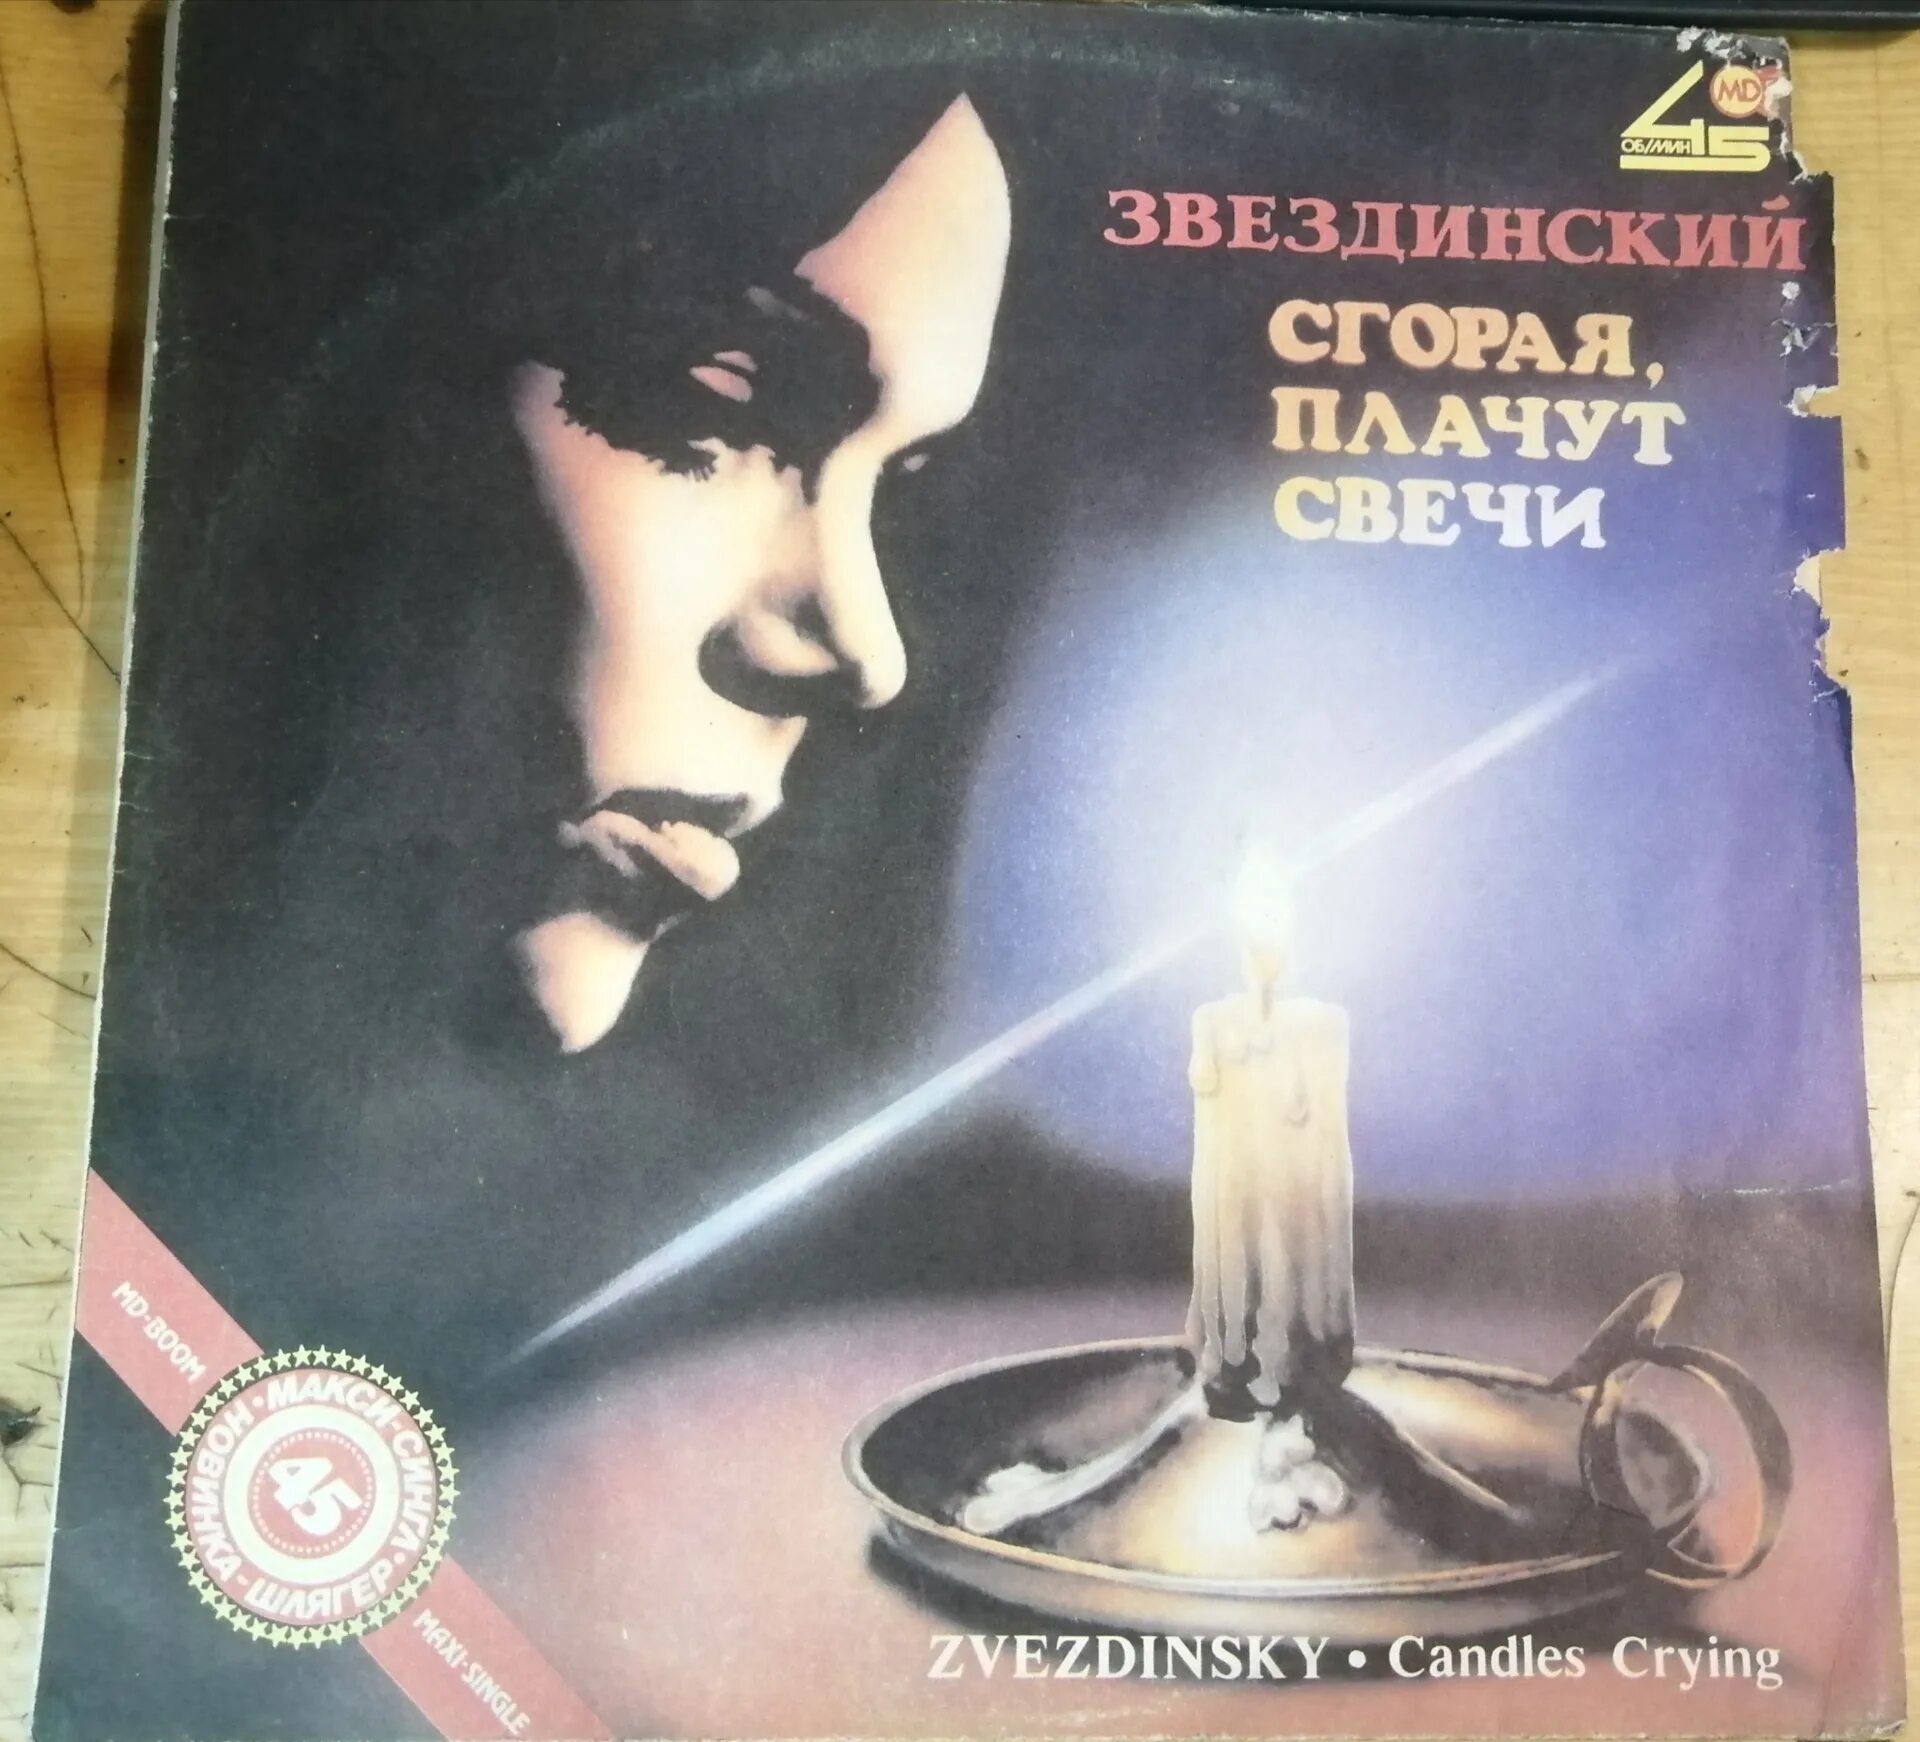 MD
45
ОБ/МИН
ЗВЕЗДИНСКИЙ
СГОРАЯ,
ПЛАЧУТ
СВЕЧИ
MD-BOOM
НОВИНКА-ШЛЯГЕР • МАКСИ-СИНГЛ •
45
MAXI-SINGLE
ZVEZDINSKY • Candles Crying